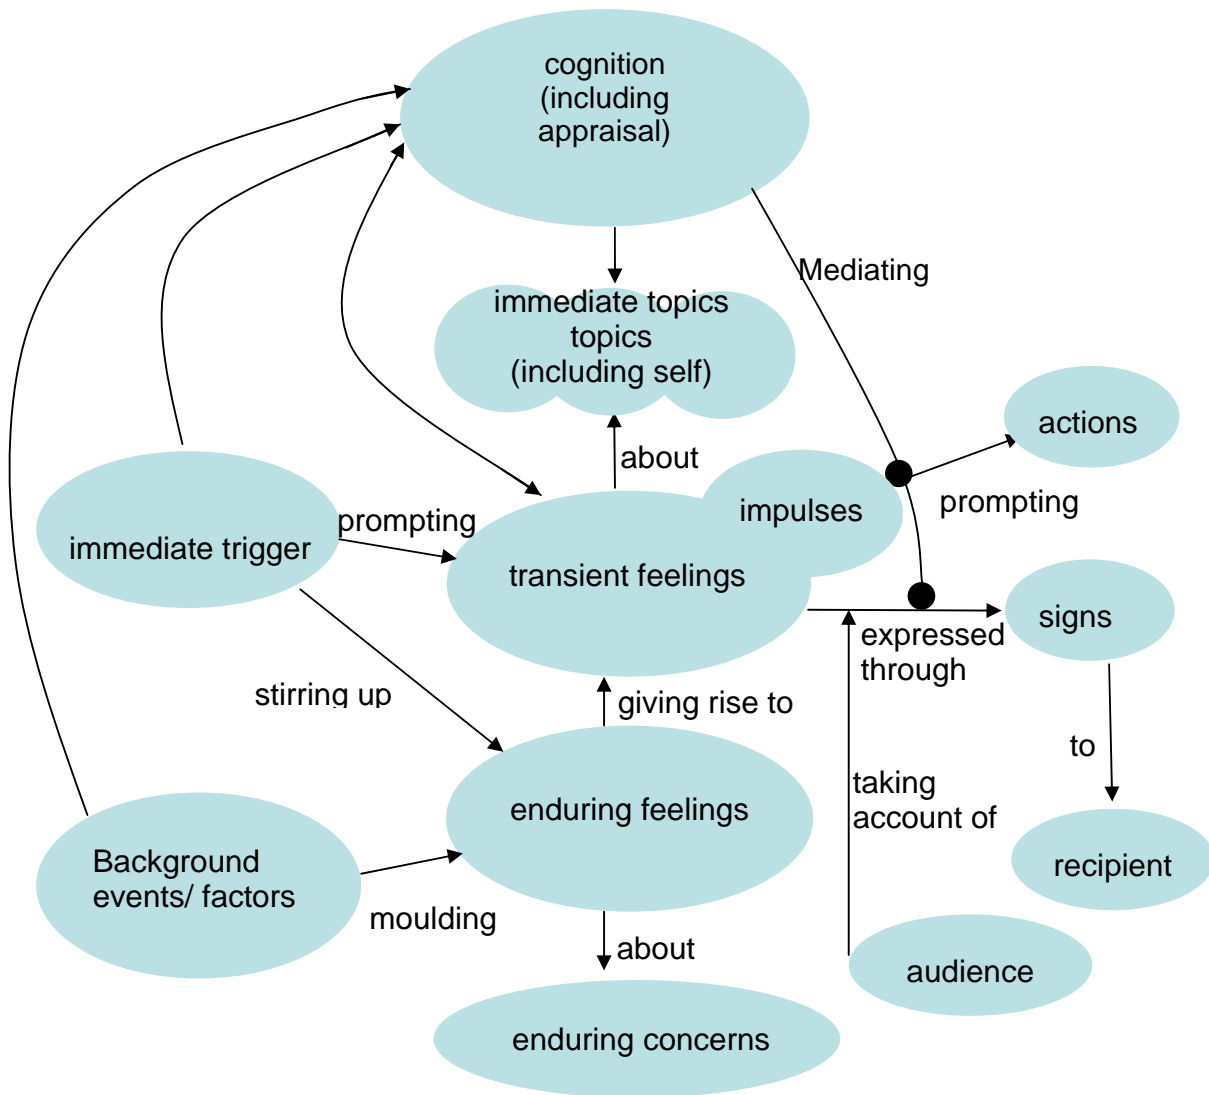 cognition
(including
appraisal)
Mediating
immediate topics
topics
(including self)
actions
about
impulses
prompting
prompting
immediate trigger
transient feelings
signs
expressed
through
stirring up
giving rise to
to
taking
account of
enduring feelings
Background
events/ factors
recipient
moulding
about
audience
enduring concerns